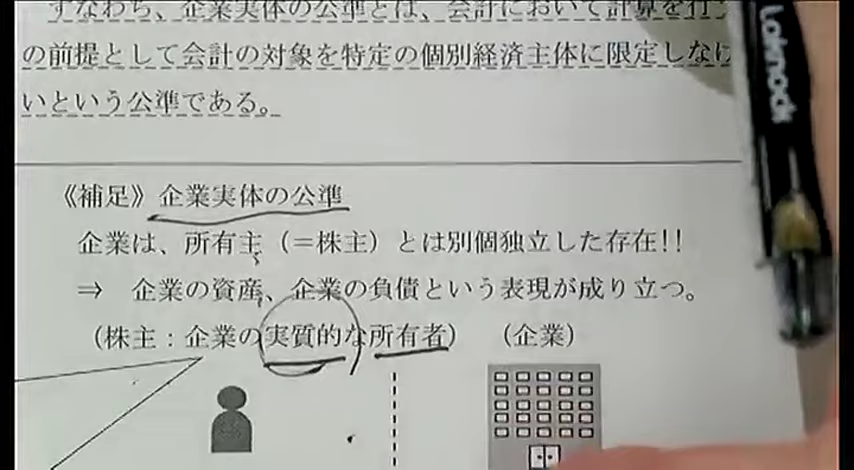 すなわち、企業実体の公準とは、会計において計算を行
の前提として会計の対象を特定の個別経済主体に限定しなけ
いという公準である。
《補足》企業実体の公準
企業は、所有主（＝株主）とは別個独立した存在!!
⇒ 企業の資産、企業の負債という表現が成り立つ。
（株主：企業の実質的な所有者） （企業）